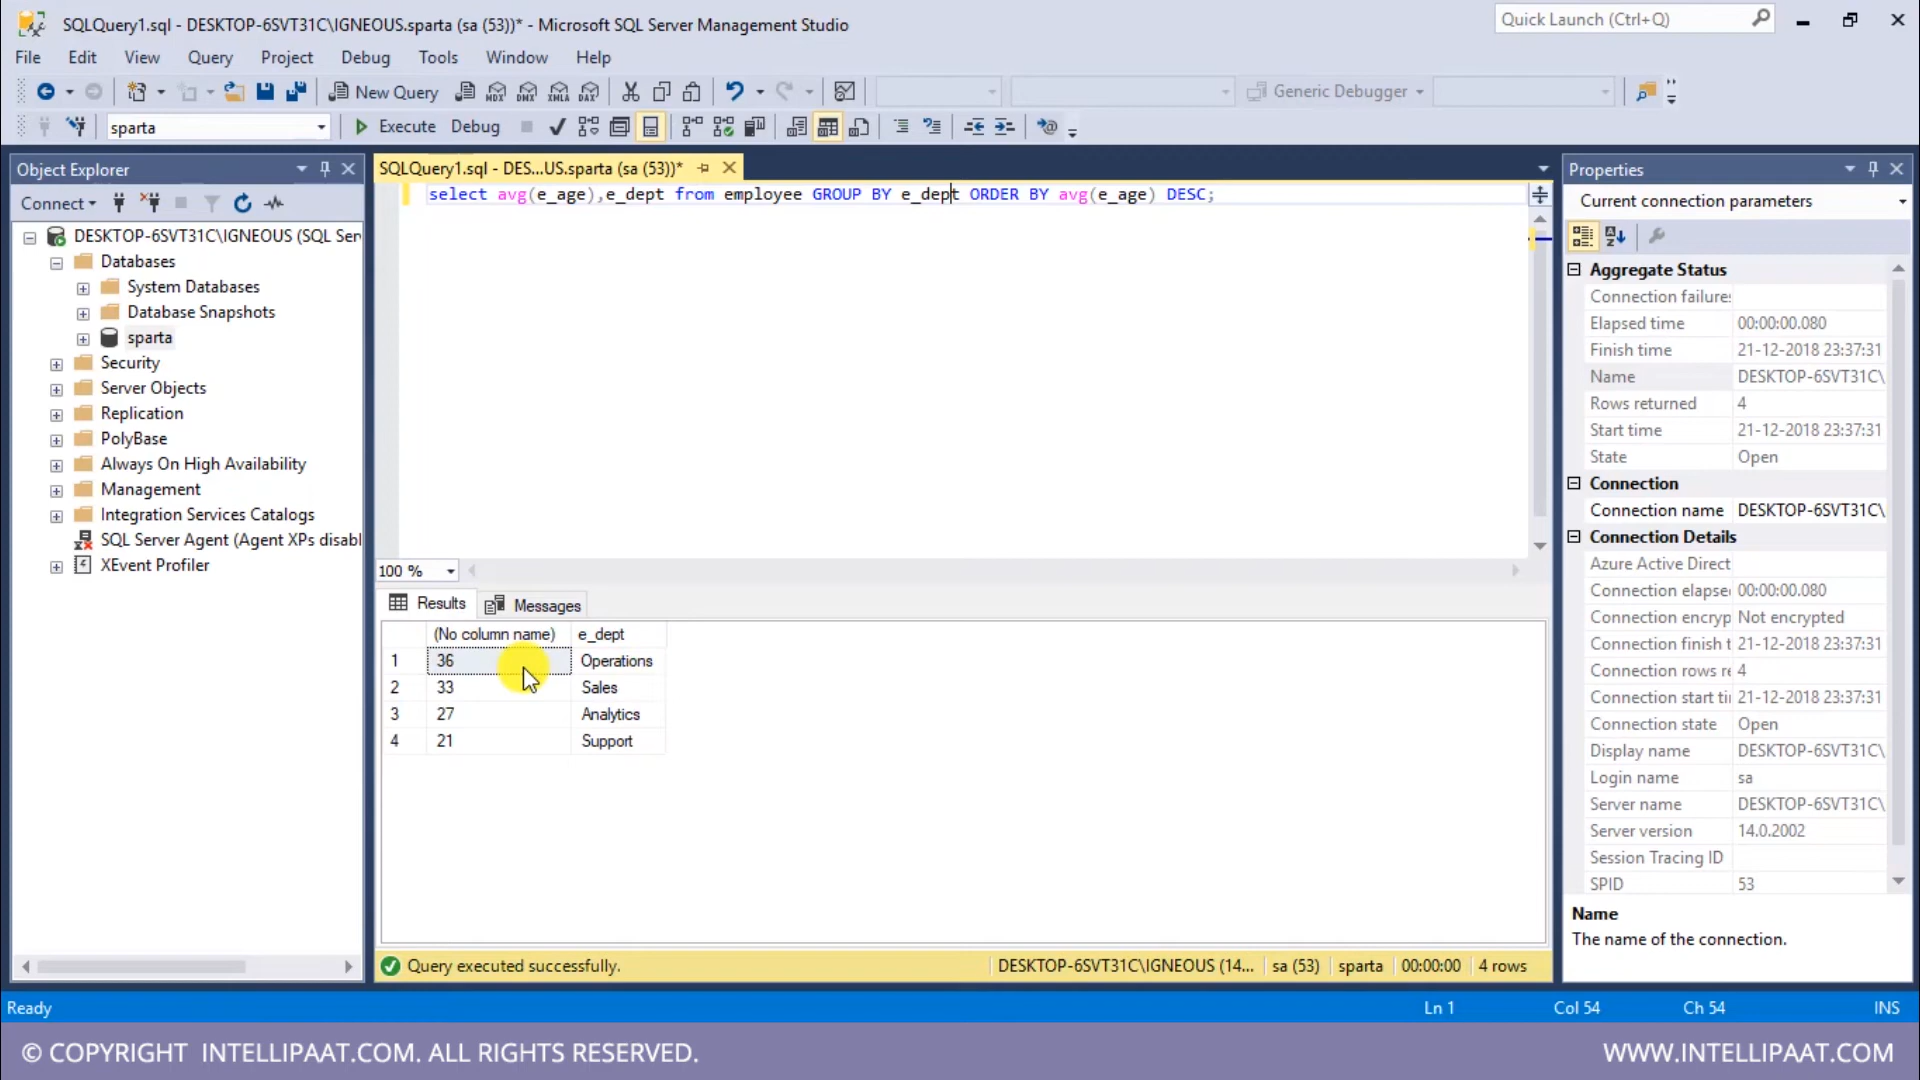 SQLQuery1.sql - DESKTOP-6SVT31C\IGNEOUS.sparta (sa (53))* - Microsoft SQL Server Management Studio
Quick Launch (Ctrl+Q)
File Edit View Query Project Debug Tools Window Help
New Query MDX DMX XMLA DAX Generic Debugger
sparta Execute Debug
Object Explorer
Connect
DESKTOP-6SVT31C\IGNEOUS (SQL Ser
Databases
System Databases
Database Snapshots
sparta
Security
Server Objects
Replication
PolyBase
Always On High Availability
Management
Integration Services Catalogs
SQL Server Agent (Agent XPs disabl
XEvent Profiler
SQLQuery1.sql - DES...US.sparta (sa (53))*
select avg(e_age),e_dept from employee GROUP BY e_dept ORDER BY avg(e_age) DESC;
100 %
Results Messages
(No column name) e_dept
1 36 Operations
2 33 Sales
3 27 Analytics
4 21 Support
Query executed successfully. DESKTOP-6SVT31C\IGNEOUS (14... sa (53) sparta 00:00:00 4 rows
Properties
Current connection parameters
Aggregate Status
Connection failures
Elapsed time 00:00:00.080
Finish time 21-12-2018 23:37:31
Name DESKTOP-6SVT31C\
Rows returned 4
Start time 21-12-2018 23:37:31
State Open
Connection
Connection name DESKTOP-6SVT31C\
Connection Details
Azure Active Direct
Connection elapse 00:00:00.080
Connection encryp Not encrypted
Connection finish t 21-12-2018 23:37:31
Connection rows re 4
Connection start ti 21-12-2018 23:37:31
Connection state Open
Display name DESKTOP-6SVT31C\
Login name sa
Server name DESKTOP-6SVT31C\
Server version 14.0.2002
Session Tracing ID
SPID 53
Name
The name of the connection.
Ready Ln 1 Col 54 Ch 54 INS
© COPYRIGHT INTELLIPAAT.COM. ALL RIGHTS RESERVED. WWW.INTELLIPAAT.COM